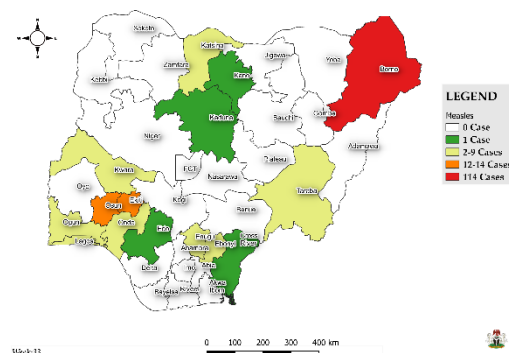 N
Sokoto
Katsina
Jigawa
Yobe
Borno
Zamfara
Kano
Kebbi
Kaduna
Bauchi
Gombe
Adamawa
Niger
Plateau
FCT
Nasarawa
Kwara
Taraba
Oyo
Kogi
Osun
Ekiti
Benue
Ogun
Ondo
Edo
Enugu
Lagos
Anambra
Ebonyi
Cross
River
Delta
Imo
Abia
Akwa
Ibom
Bayelsa
Rivers
LEGEND
Measles
0 Case
1 Case
2-9 Cases
12-14 Cases
114 Cases
0 100 200 300 400 km